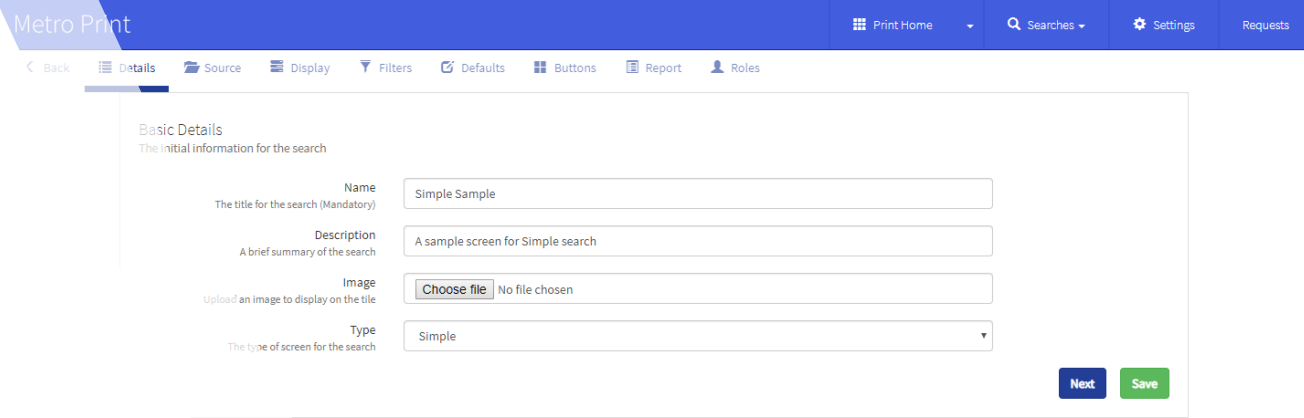 Metro Print
Print Home
Searches
Settings
Requests
Back
Details
Source
Display
Filters
Defaults
Buttons
Report
Roles
Basic Details
The initial information for the search
Name
The title for the search (Mandatory)
Simple Sample
Description
A brief summary of the search
A sample screen for Simple search
Image
Upload an image to display on the tile
Choose file No file chosen
Type
The type of screen for the search
Simple
Next
Save